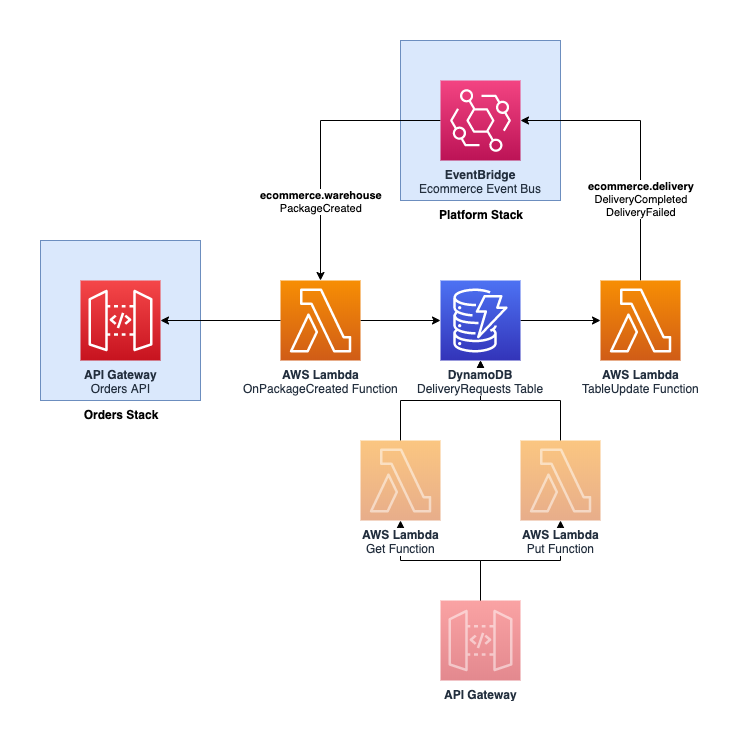 EventBridge
Ecommerce Event Bus
Platform Stack
ecommerce.warehouse
PackageCreated
ecommerce.delivery
DeliveryCompleted
DeliveryFailed
</>
API Gateway
Orders API
Orders Stack
AWS Lambda
OnPackageCreated Function
DynamoDB
DeliveryRequests Table
AWS Lambda
TableUpdate Function
AWS Lambda
Get Function
AWS Lambda
Put Function
</>
API Gateway